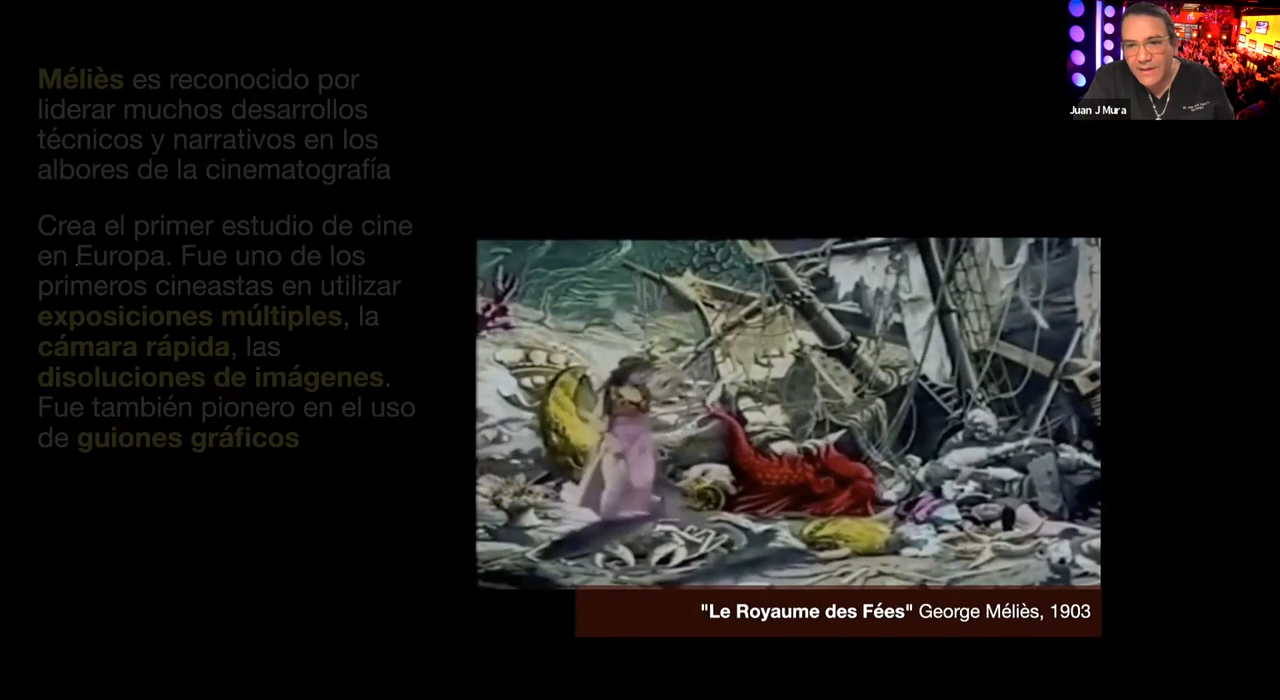 Méliès es reconocido por
liderar muchos desarrollos
técnicos y narrativos en los
albores de la cinematografía
Crea el primer estudio de cine
en Europa. Fue uno de los
primeros cineastas en utilizar
exposiciones múltiples, la
cámara rápida, las
disoluciones de imágenes.
Fue también pionero en el uso
de guiones gráficos
Juan J Mura
"Le Royaume des Fées" George Méliès, 1903